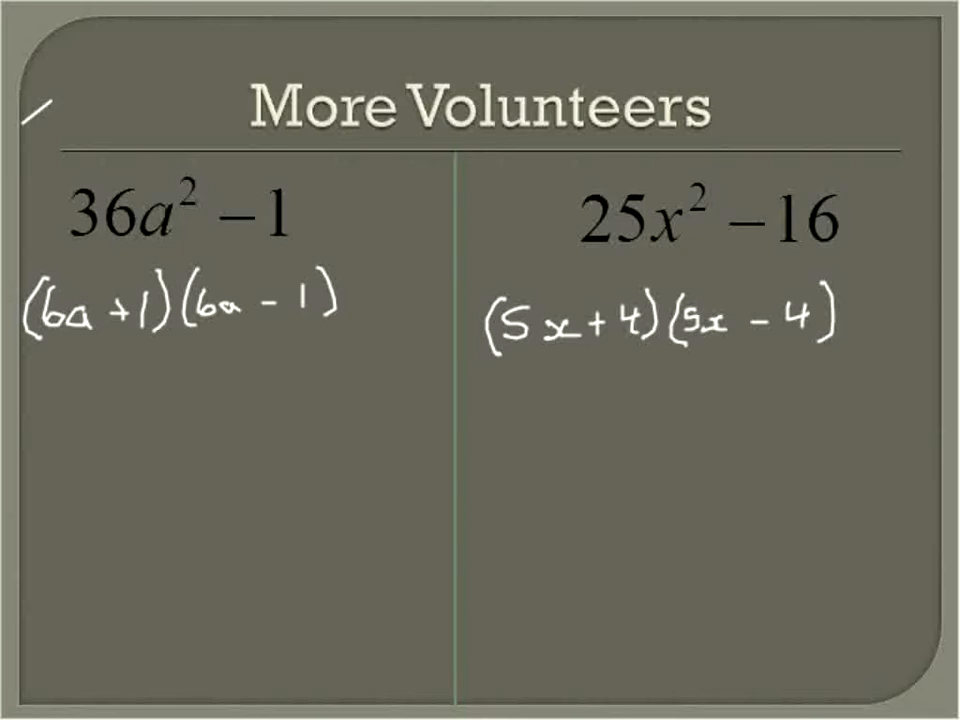 More Volunteers
36a² − 1
(6a + 1)(6a − 1)
25x² − 16
(5x + 4)(5x − 4)